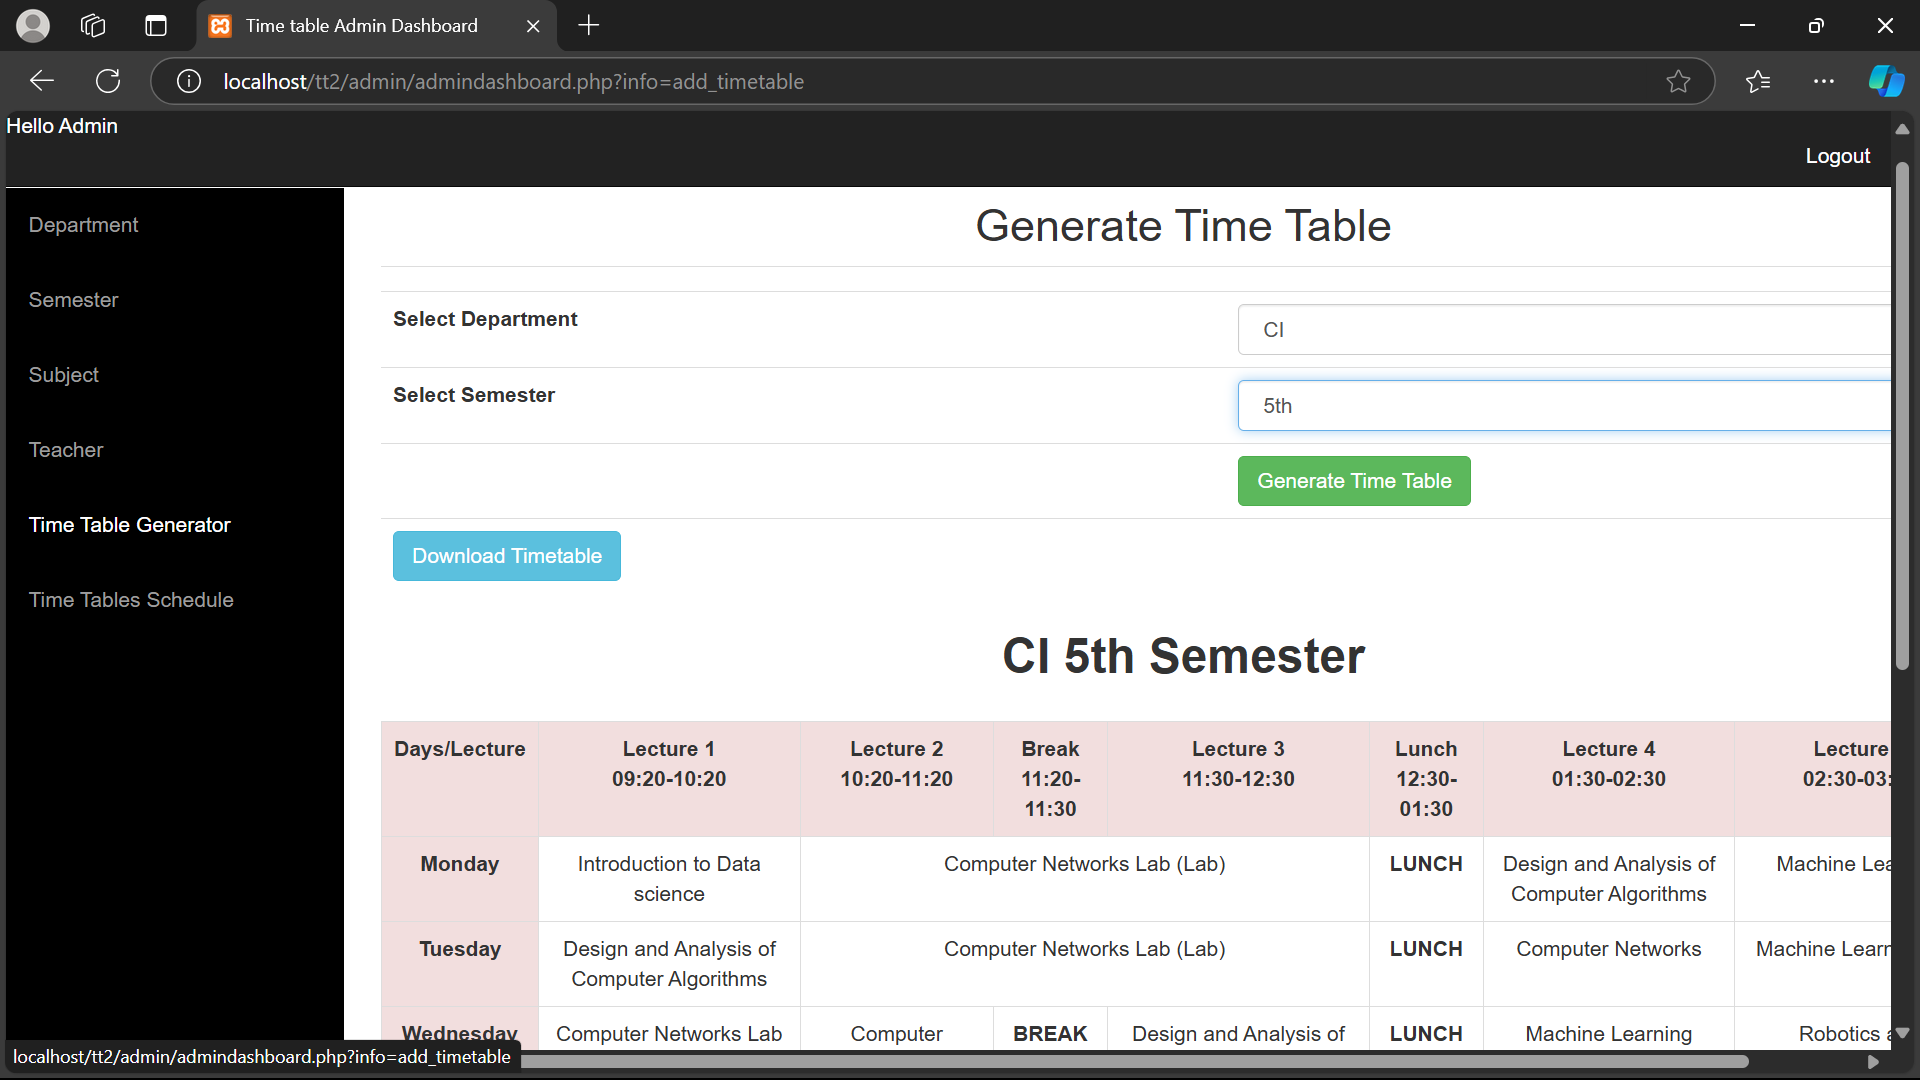 Time table Admin Dashboard
localhost/tt2/admin/admindashboard.php?info=add_timetable
Hello Admin
Logout
Department
Semester
Subject
Teacher
Time Table Generator
Time Tables Schedule
Generate Time Table
Select Department
CI
Select Semester
5th
Generate Time Table
Download Timetable
CI 5th Semester
Days/Lecture Lecture 1 Lecture 2 Break Lecture 3 Lunch Lecture 4 Lecture
09:20-10:20 10:20-11:20 11:20- 11:30-12:30 12:30- 01:30-02:30 02:30-03:
11:30 01:30
Monday Introduction to Data Computer Networks Lab (Lab) LUNCH Design and Analysis of Machine Lea
science Computer Algorithms
Tuesday Design and Analysis of Computer Networks Lab (Lab) LUNCH Computer Networks Machine Learn
Computer Algorithms
Wednesday Computer Networks Lab Computer BREAK Design and Analysis of LUNCH Machine Learning Robotics
localhost/tt2/admin/admindashboard.php?info=add_timetable